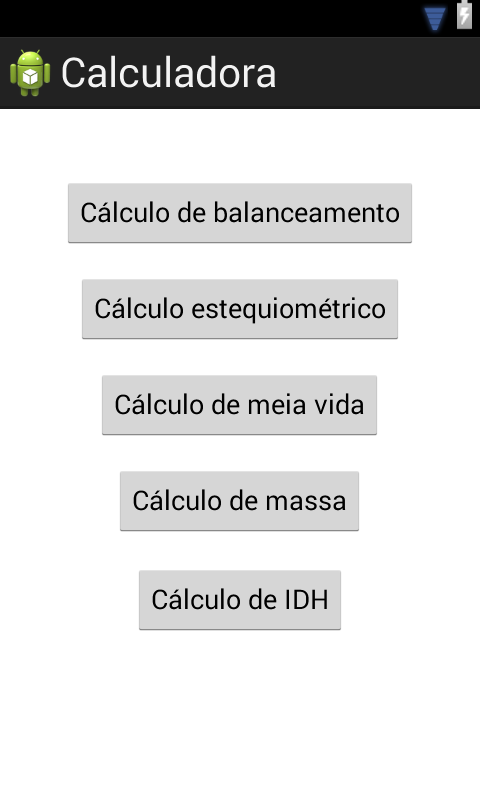 Calculadora
Cálculo de balanceamento
Cálculo estequiométrico
Cálculo de meia vida
Cálculo de massa
Cálculo de IDH